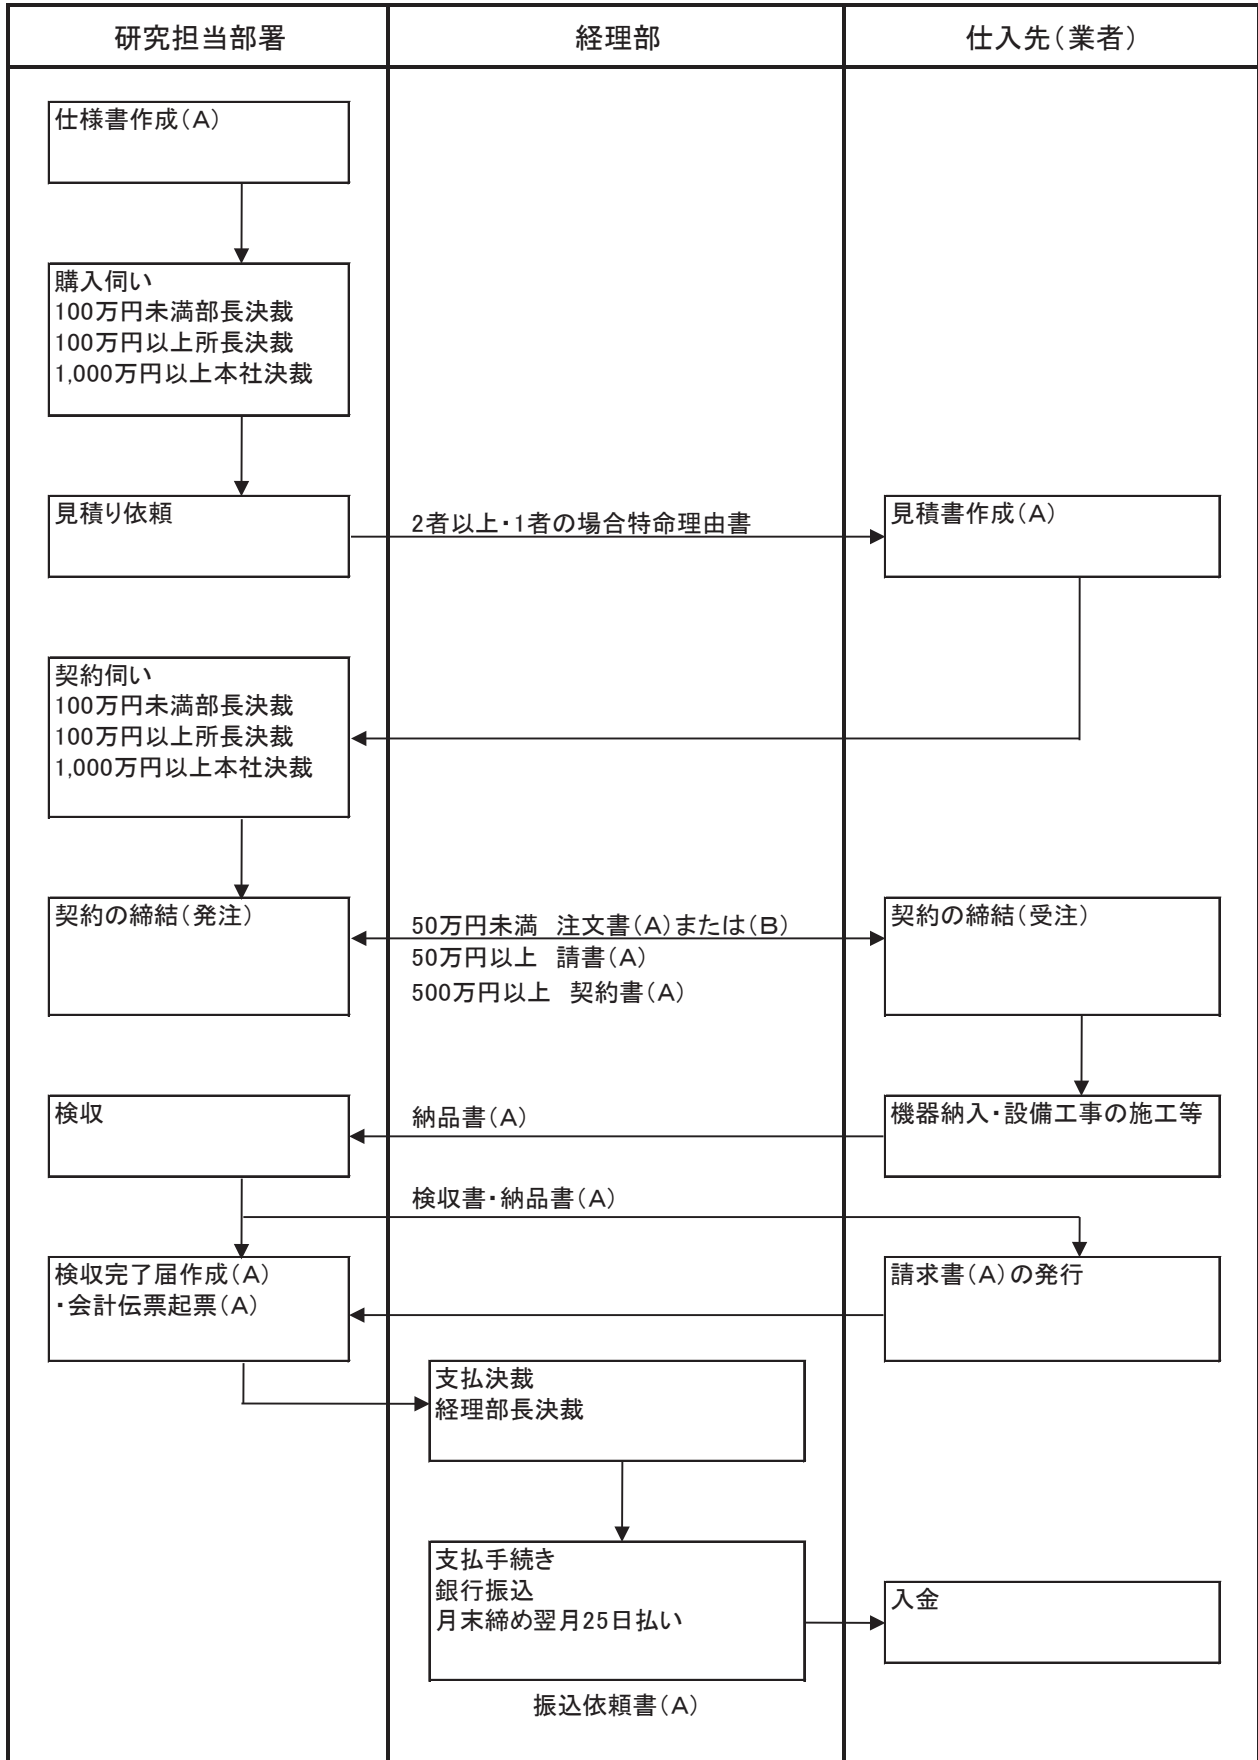 研究担当部署
経理部
仕入先(業者)
仕様書作成(A)
購入伺い
100万円未満部長決裁
100万円以上所長決裁
1,000万円以上本社決裁
見積り依頼
2者以上・1者の場合特命理由書
見積書作成(A)
契約伺い
100万円未満部長決裁
100万円以上所長決裁
1,000万円以上本社決裁
契約の締結(発注)
50万円未満 注文書(A)または(B)
50万円以上 請書(A)
500万円以上 契約書(A)
契約の締結(受注)
検収
納品書(A)
機器納入・設備工事の施工等
検収書・納品書(A)
検収完了届作成(A)
・会計伝票起票(A)
請求書(A)の発行
支払決裁
経理部長決裁
支払手続き
銀行振込
月末締め翌月25日払い
入金
振込依頼書(A)